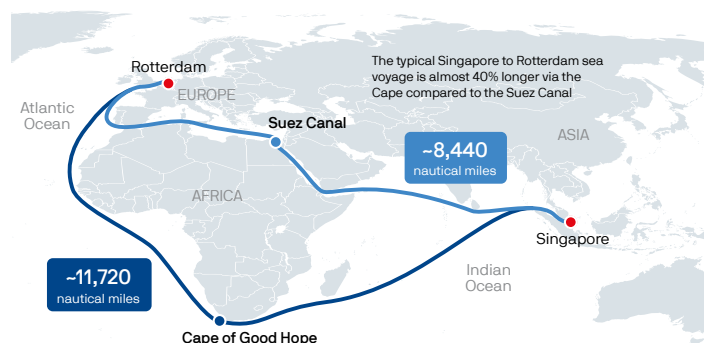 The typical Singapore to Rotterdam sea
voyage is almost 40% longer via the
Cape compared to the Suez Canal
Rotterdam
EUROPE
Atlantic
Ocean
Suez Canal
ASIA
~8,440
nautical miles
AFRICA
Singapore
~11,720
nautical miles
Indian
Ocean
Cape of Good Hope